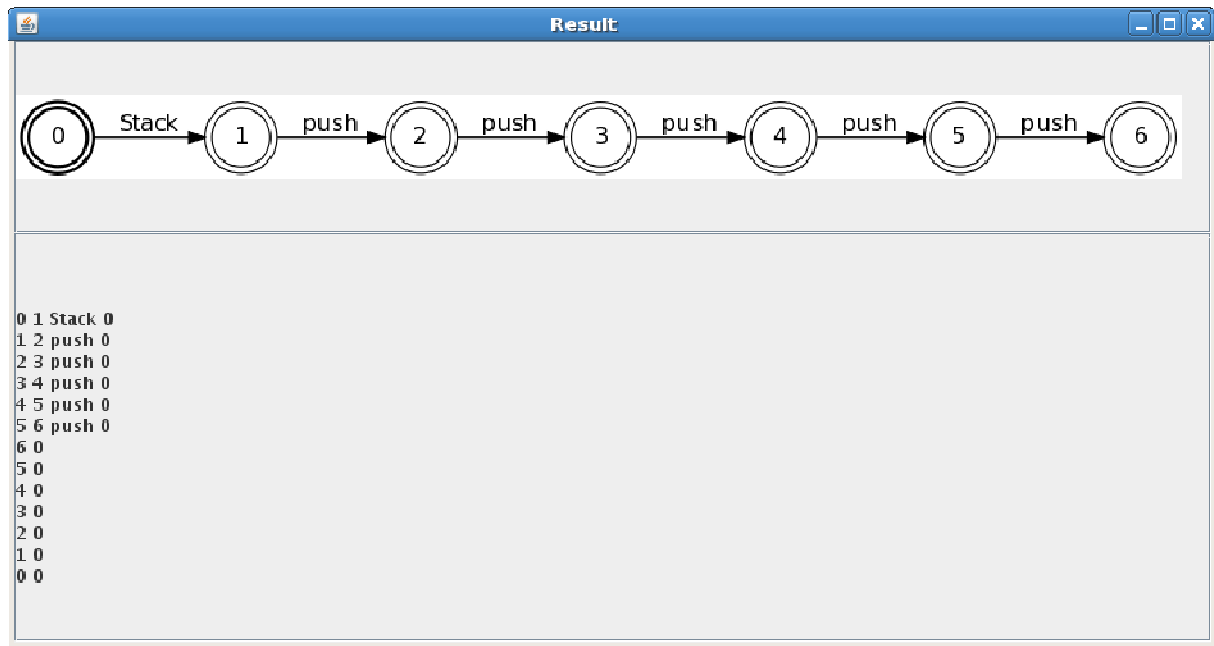 Result
Stack push push push push push
0 1 2 3 4 5 6
0 1 Stack 0
1 2 push 0
2 3 push 0
3 4 push 0
4 5 push 0
5 6 push 0
6 0
5 0
4 0
3 0
2 0
1 0
0 0